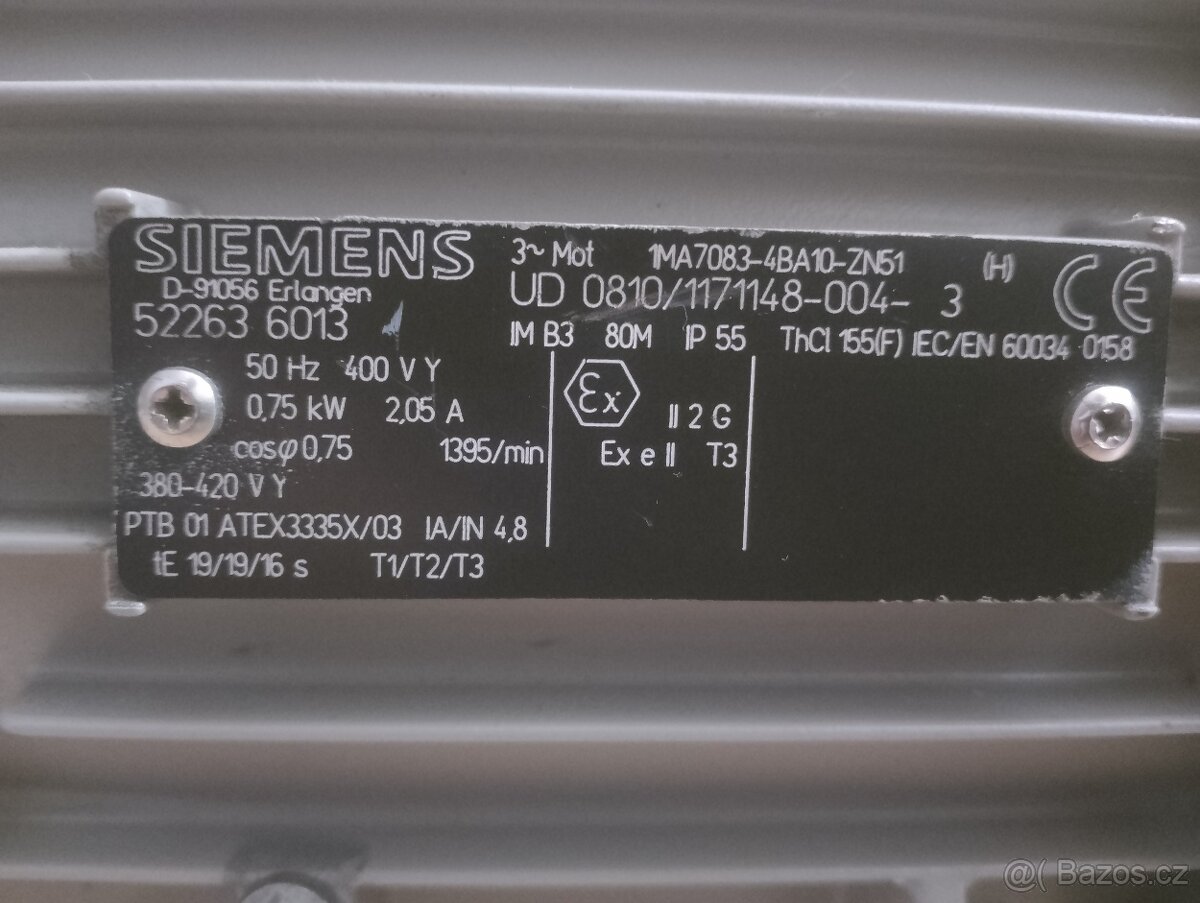 SIEMENS
D-91056 Erlangen
52263 6013
3~ Mot 1MA7083-4BA10-ZN51 (H)
UD 0810/1171148-004- 3
IM B3 80M IP 55 ThCl 155(F) IEC/EN 60034 0158
CE
50 Hz 400 V Y
0,75 kW 2,05 A
cosφ 0,75 1395/min
380-420 V Y
PTB 01 ATEX3335X/03 IA/IN 4,8
tE 19/19/16 s T1/T2/T3
Ex II 2 G
Ex e II T3
@( Bazos.cz